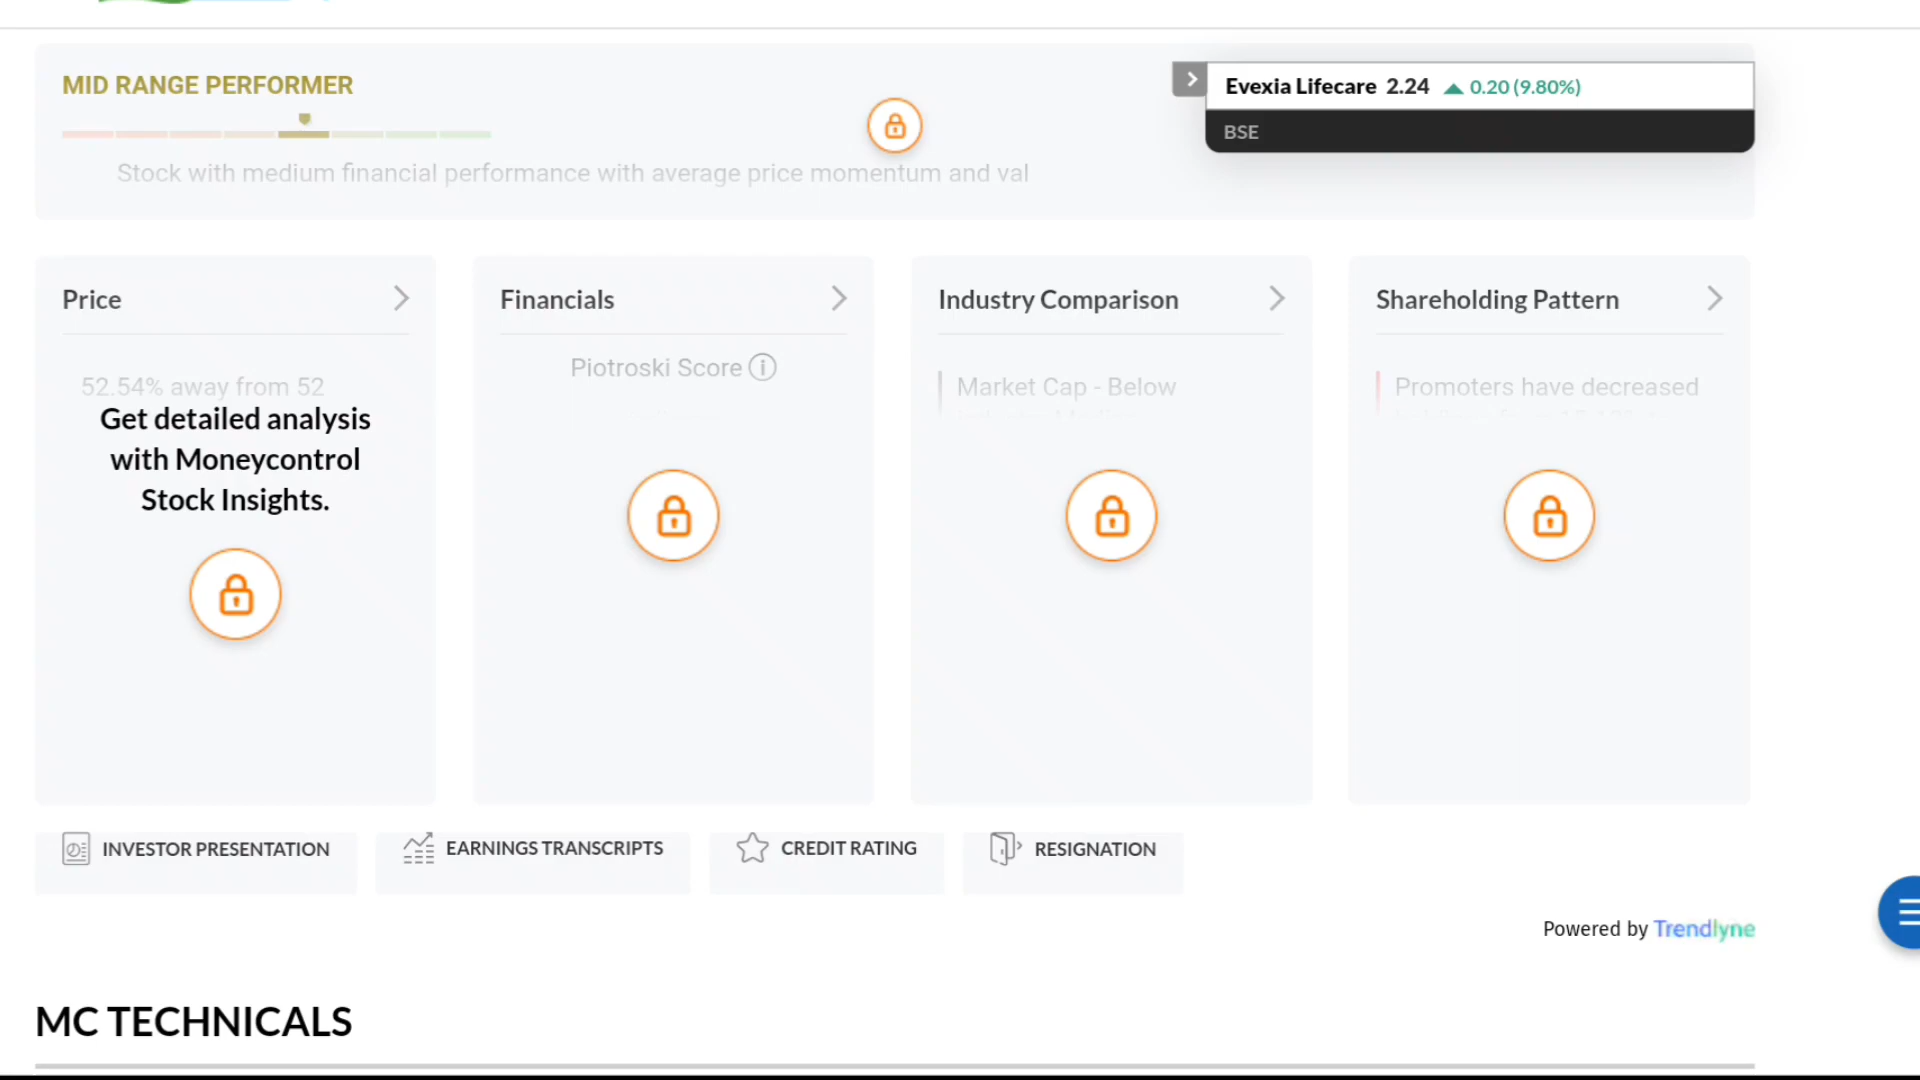 MID RANGE PERFORMER
Evexia Lifecare 2.24 ▲ 0.20 (9.80%)
BSE
Stock with medium financial performance with average price momentum and val
Price
52.54% away from 52
Get detailed analysis
with Moneycontrol
Stock Insights.
Financials
Piotroski Score
Industry Comparison
Market Cap - Below
Shareholding Pattern
Promoters have decreased
INVESTOR PRESENTATION
EARNINGS TRANSCRIPTS
CREDIT RATING
RESIGNATION
Powered by Trendlyne
MC TECHNICALS